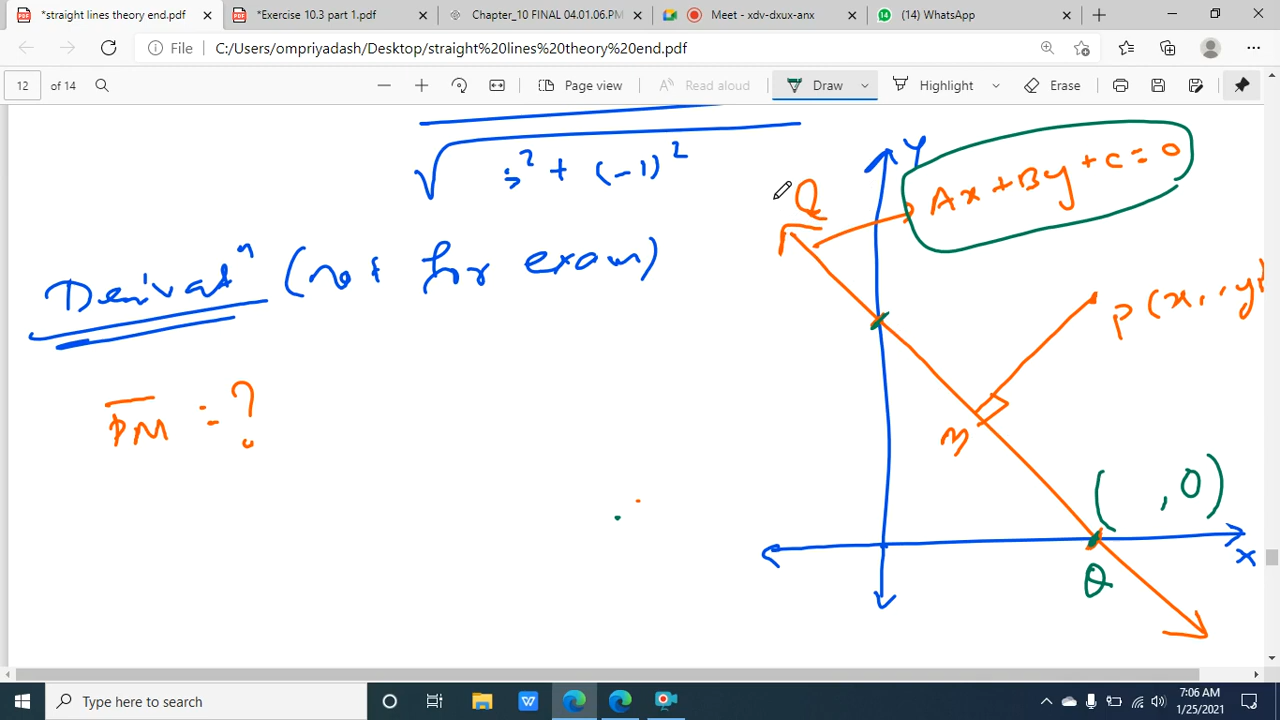 *straight lines theory end.pdf
*Exercise 10.3 part 1.pdf
Chapter_10 FINAL 04.01.06.PM
Meet - xdv-dxux-anx
(14) WhatsApp
File
C:/Users/ompriyadash/Desktop/straight%20lines%20theory%20end.pdf
12 of 14
Page view
Read aloud
Draw
Highlight
Erase
√ 3² + (-1)²
Y
Q
Ax + By + c = 0
Derivatⁿ (not for exam)
P(x₁, y₁)
PM = ?
M
( , 0)
X
Q
Type here to search
7:06 AM
1/25/2021